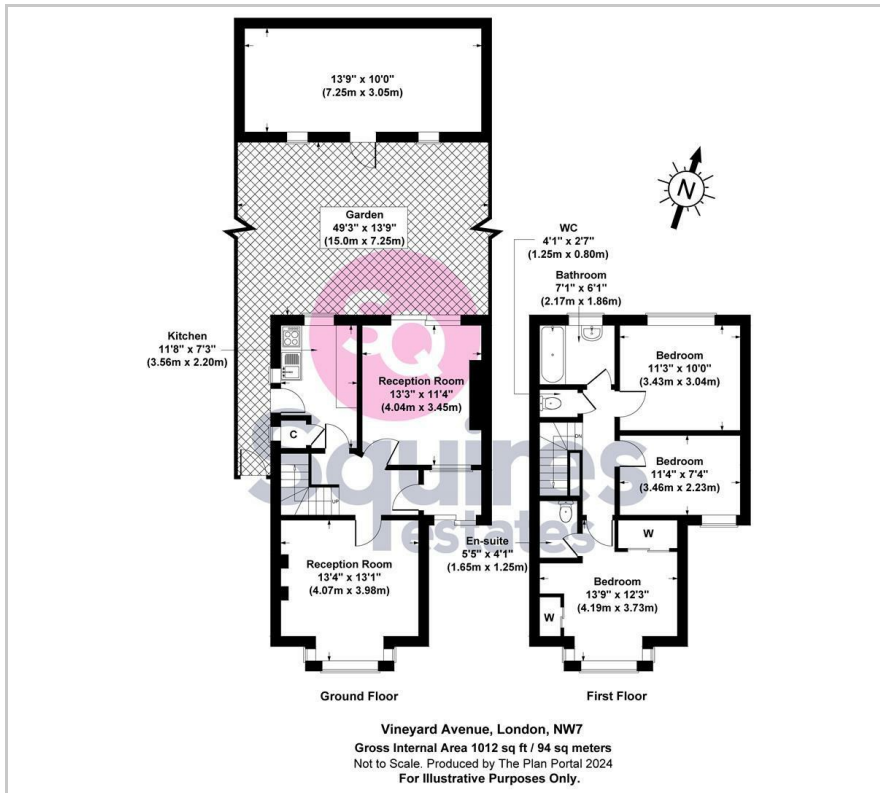 13'9" x 10'0"
(7.25m x 3.05m)
N
Garden
49'3" x 13'9"
(15.0m x 7.25m)
WC
4'1" x 2'7"
(1.25m x 0.80m)
Bathroom
7'1" x 6'1"
(2.17m x 1.86m)
Kitchen
11'8" x 7'3"
(3.56m x 2.20m)
Reception Room
13'3" x 11'4"
(4.04m x 3.45m)
Bedroom
11'3" x 10'0"
(3.43m x 3.04m)
C
UP
DN
Bedroom
11'4" x 7'4"
(3.46m x 2.23m)
SQ
Squires
estates
En-suite
5'5" x 4'1"
(1.65m x 1.25m)
W
Reception Room
13'4" x 13'1"
(4.07m x 3.98m)
Bedroom
13'9" x 12'3"
(4.19m x 3.73m)
W
Ground Floor
First Floor
Vineyard Avenue, London, NW7
Gross Internal Area 1012 sq ft / 94 sq meters
Not to Scale. Produced by The Plan Portal 2024
For Illustrative Purposes Only.